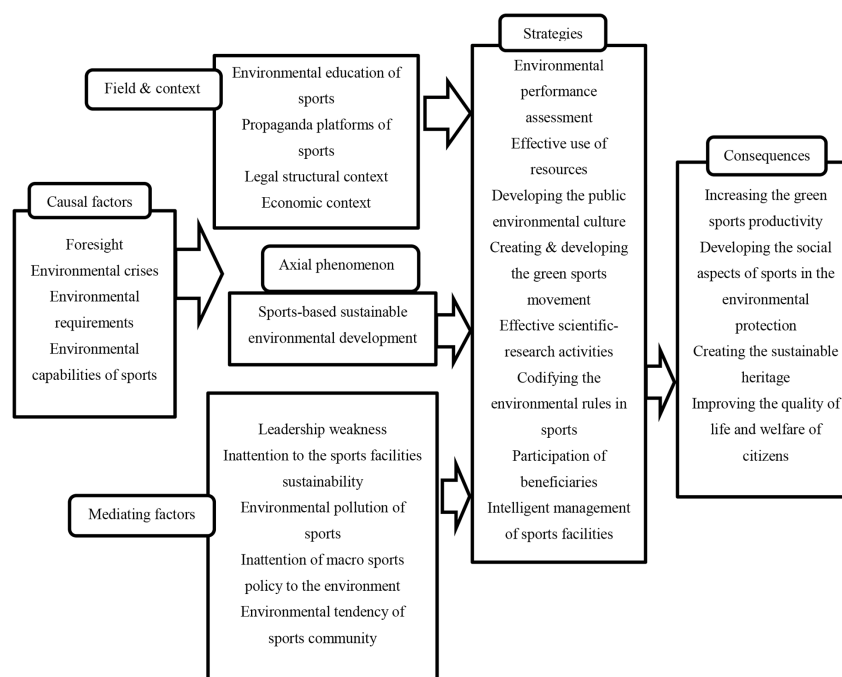 Field & context
Environmental education of
sports
Propaganda platforms of
sports
Legal structural context
Economic context
Causal factors
Foresight
Environmental crises
Environmental
requirements
Environmental
capabilities of sports
Axial phenomenon
Sports-based sustainable
environmental development
Mediating factors
Leadership weakness
Inattention to the sports facilities
sustainability
Environmental pollution of
sports
Inattention of macro sports
policy to the environment
Environmental tendency of
sports community
Strategies
Environmental
performance
assessment
Effective use of
resources
Developing the public
environmental culture
Creating & developing
the green sports
movement
Effective scientific-
research activities
Codifying the
environmental rules in
sports
Participation of
beneficiaries
Intelligent management
of sports facilities
Consequences
Increasing the green
sports productivity
Developing the social
aspects of sports in the
environmental
protection
Creating the sustainable
heritage
Improving the quality of
life and welfare of
citizens